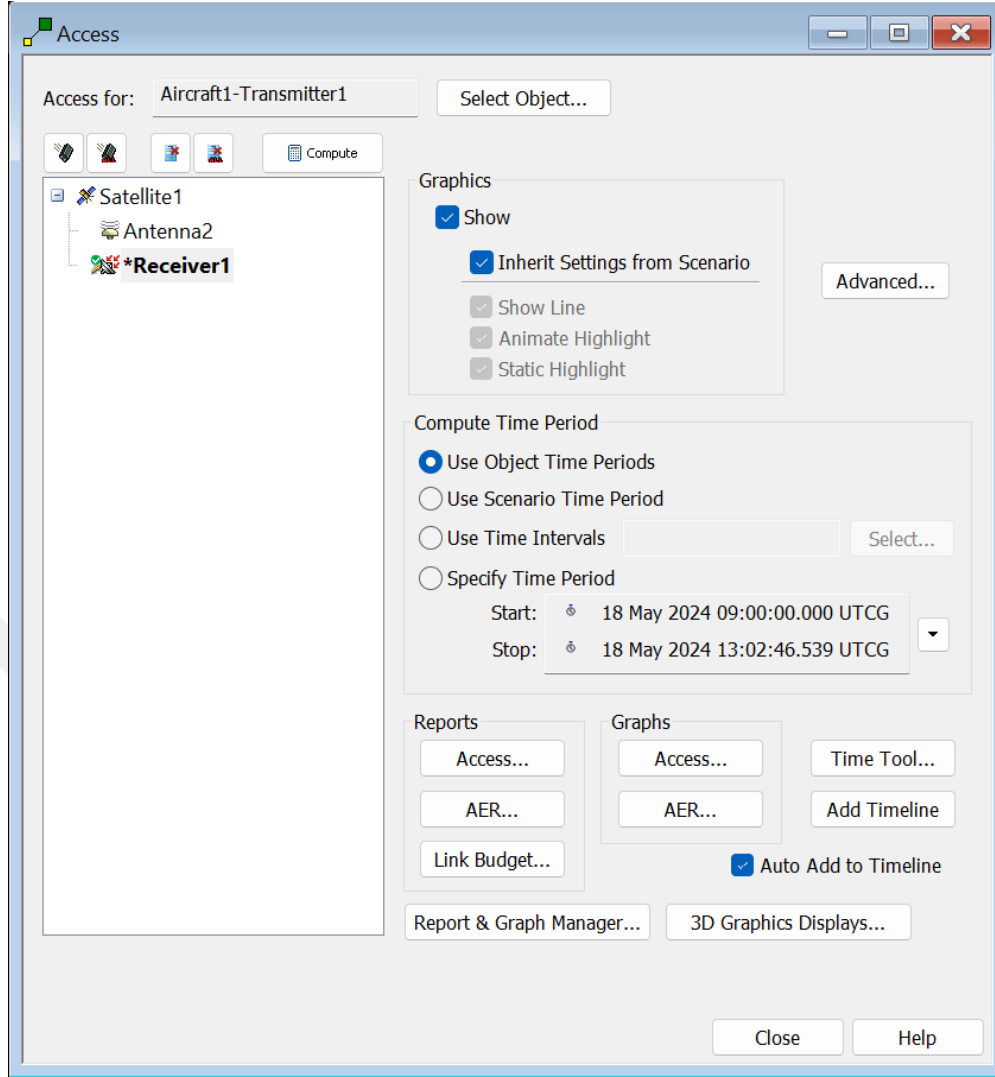 Access
Access for: Aircraft1-Transmitter1 Select Object...
Compute
Satellite1
Antenna2
*Receiver1
Graphics
Show
Inherit Settings from Scenario
Show Line
Animate Highlight
Static Highlight
Advanced...
Compute Time Period
Use Object Time Periods
Use Scenario Time Period
Use Time Intervals Select...
Specify Time Period
Start: 18 May 2024 09:00:00.000 UTCG
Stop: 18 May 2024 13:02:46.539 UTCG
Reports
Access...
AER...
Link Budget...
Graphs
Access...
AER...
Time Tool...
Add Timeline
Auto Add to Timeline
Report & Graph Manager... 3D Graphics Displays...
Close Help